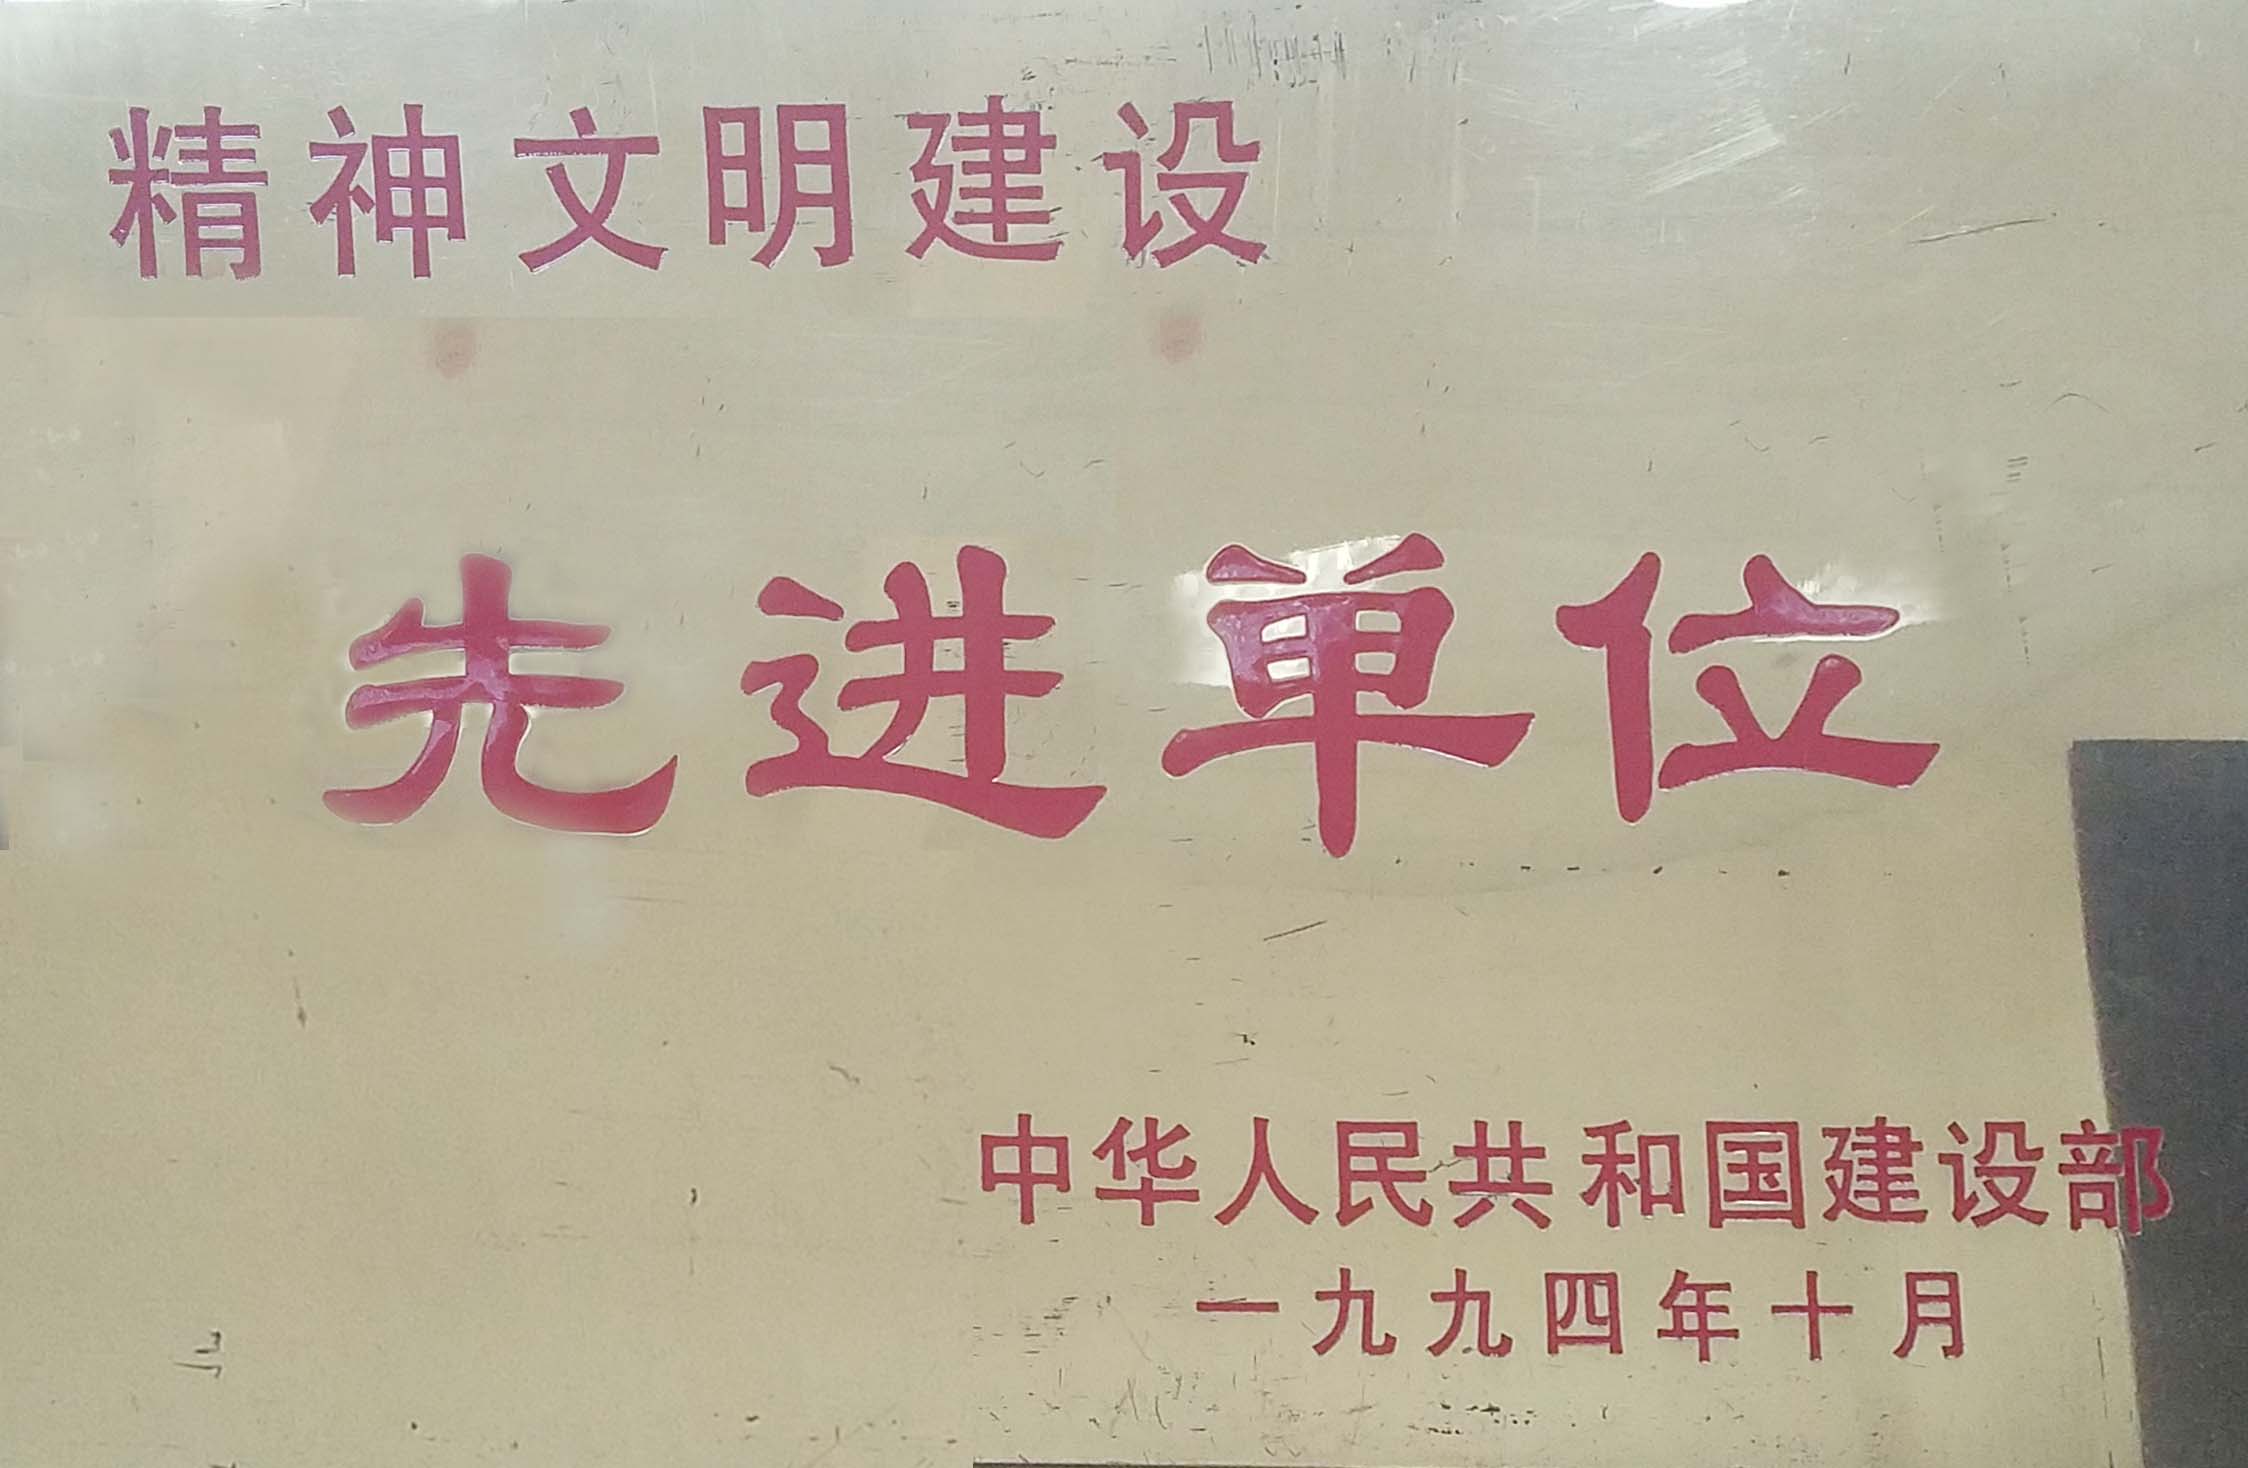 精神文明建设
先进单位
中华人民共和国建设部
一九九四年十月